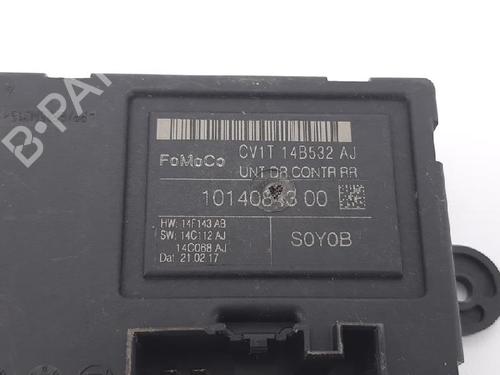 B-PARTS
FoMoCo
CV1T 14B532 AJ
UNT DR CONTR RR
10140843 00
HW: 14F143 AB
SW: 14C112 AJ
14C088 AJ
Dat: 21.02.17
S0Y0B